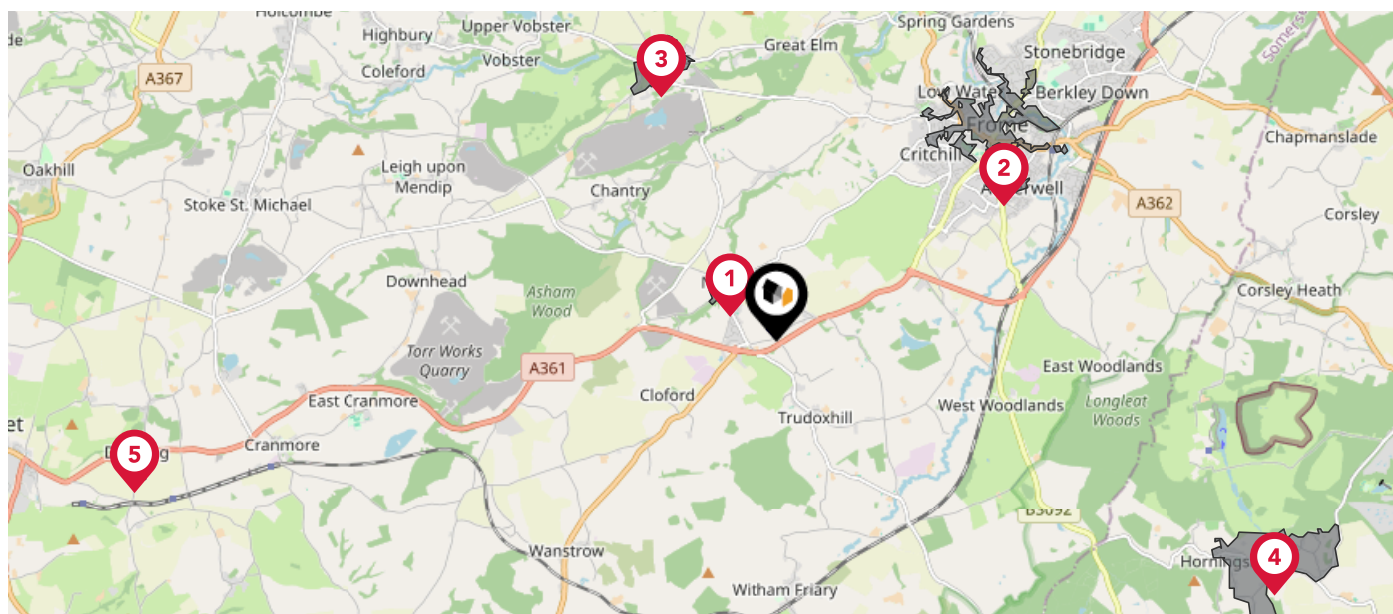 Holcombe
Upper Vobster
Highbury
Vobster
Coleford
Great Elm
Spring Gardens
Stonebridge
A367
3
Berkley Down
Frome
Chapmanslade
Critchill
Oakhill
Leigh upon
Mendip
2
Chantry
Stoke St. Michael
A362
Corsley
1
Downhead
Asham
Wood
Corsley Heath
Torr Works
Quarry
A361
East Woodlands
Cloford
East Cranmore
Trudoxhill
West Woodlands
Longleat
Woods
Cranmore
5
B3092
Wanstrow
4
Witham Friary